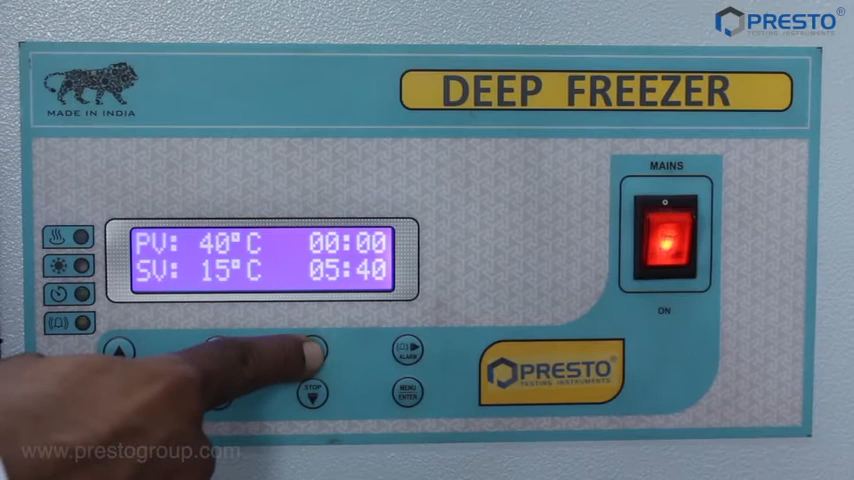 PRESTO®
TESTING INSTRUMENTS
MADE IN INDIA
DEEP FREEZER
MAINS
PV: 40°C 00:00
SV: 15°C 05:40
ON
ALARM
STOP
MENU
ENTER
PRESTO®
TESTING INSTRUMENTS
www.prestogroup.com